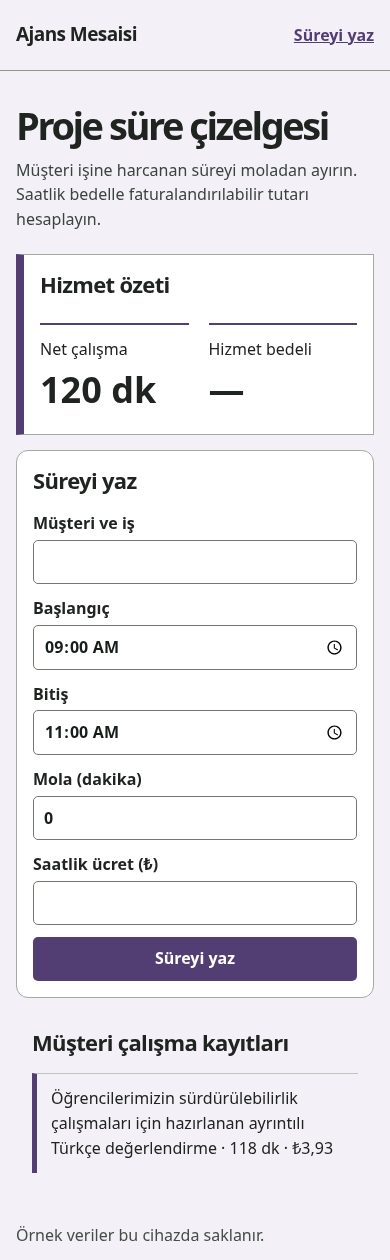 Ajans Mesaisi
Süreyi yaz
Proje süre çizelgesi
Müşteri işine harcanan süreyi moladan ayırın.
Saatlik bedelle faturalandırılabilir tutarı
hesaplayın.
Hizmet özeti
Net çalışma
Hizmet bedeli
120 dk
—
Süreyi yaz
Müşteri ve iş
Başlangıç
09:00 AM
Bitiş
11:00 AM
Mola (dakika)
0
Saatlik ücret (₺)
Süreyi yaz
Müşteri çalışma kayıtları
Öğrencilerimizin sürdürülebilirlik
çalışmaları için hazırlanan ayrıntılı
Türkçe değerlendirme · 118 dk · ₺3,93
Örnek veriler bu cihazda saklanır.